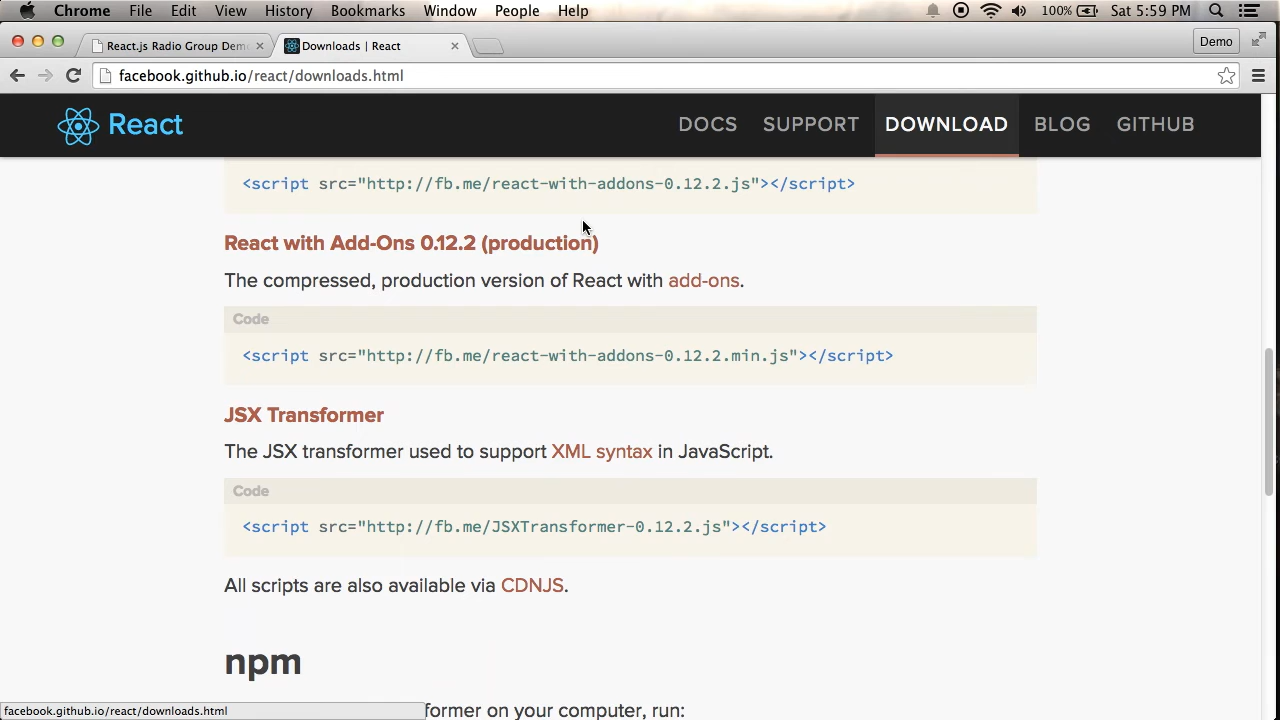 Chrome File Edit View History Bookmarks Window People Help 100% Sat 5:59 PM
React.js Radio Group Dem Downloads | React Demo
facebook.github.io/react/downloads.html
React DOCS SUPPORT DOWNLOAD BLOG GITHUB
<script src="http://fb.me/react-with-addons-0.12.2.js"></script>
React with Add-Ons 0.12.2 (production)
The compressed, production version of React with add-ons.
Code
<script src="http://fb.me/react-with-addons-0.12.2.min.js"></script>
JSX Transformer
The JSX transformer used to support XML syntax in JavaScript.
Code
<script src="http://fb.me/JSXTransformer-0.12.2.js"></script>
All scripts are also available via CDNJS.
npm
former on your computer, run:
facebook.github.io/react/downloads.html